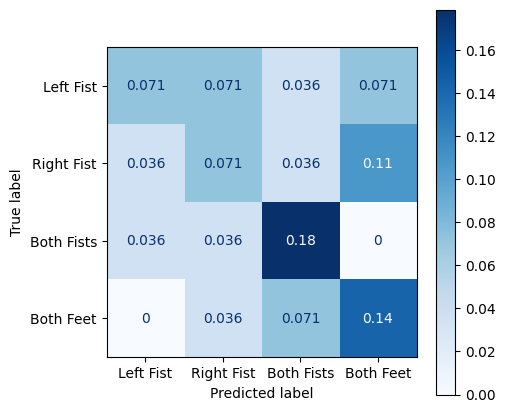 0.16
Left Fist 0.071 0.071 0.036 0.071
0.14
Right Fist 0.036 0.071 0.036 0.11
0.12
0.10
True label
0.08
Both Fists 0.036 0.036 0.18 0
0.06
0.04
Both Feet 0 0.036 0.071 0.14
0.02
0.00
Left Fist Right Fist Both Fists Both Feet
Predicted label